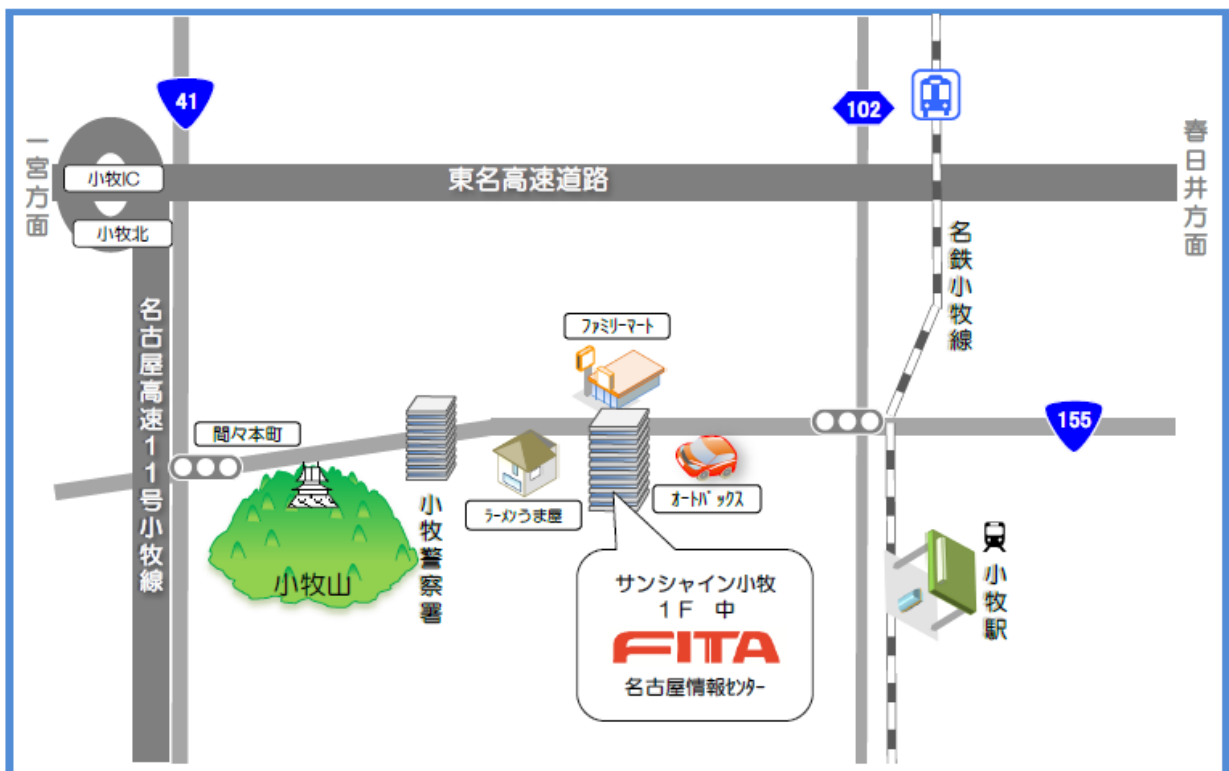 41
102
一宮方面
春日井方面
小牧IC
東名高速道路
小牧北
名鉄小牧線
名古屋高速11号小牧線
ファミリーマート
155
間々本町
小牧警察署
ラーメンうま屋
オートバックス
小牧山
小牧駅
サンシャイン小牧
1F 中
FITA
名古屋情報センター